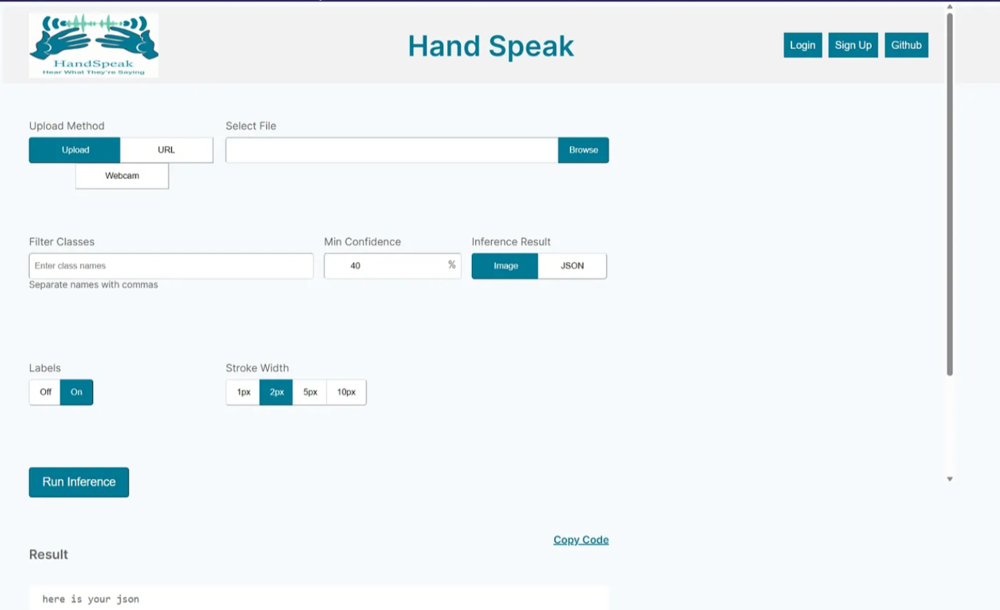 HandSpeak
Hear What They're Saying
Hand Speak
Login
Sign Up
Github
Upload Method
Select File
Upload
URL
Browse
Webcam
Filter Classes
Min Confidence
Inference Result
Enter class names
40
%
Image
JSON
Separate names with commas
Labels
Stroke Width
Off
On
1px
2px
5px
10px
Run Inference
Copy Code
Result
here is your json